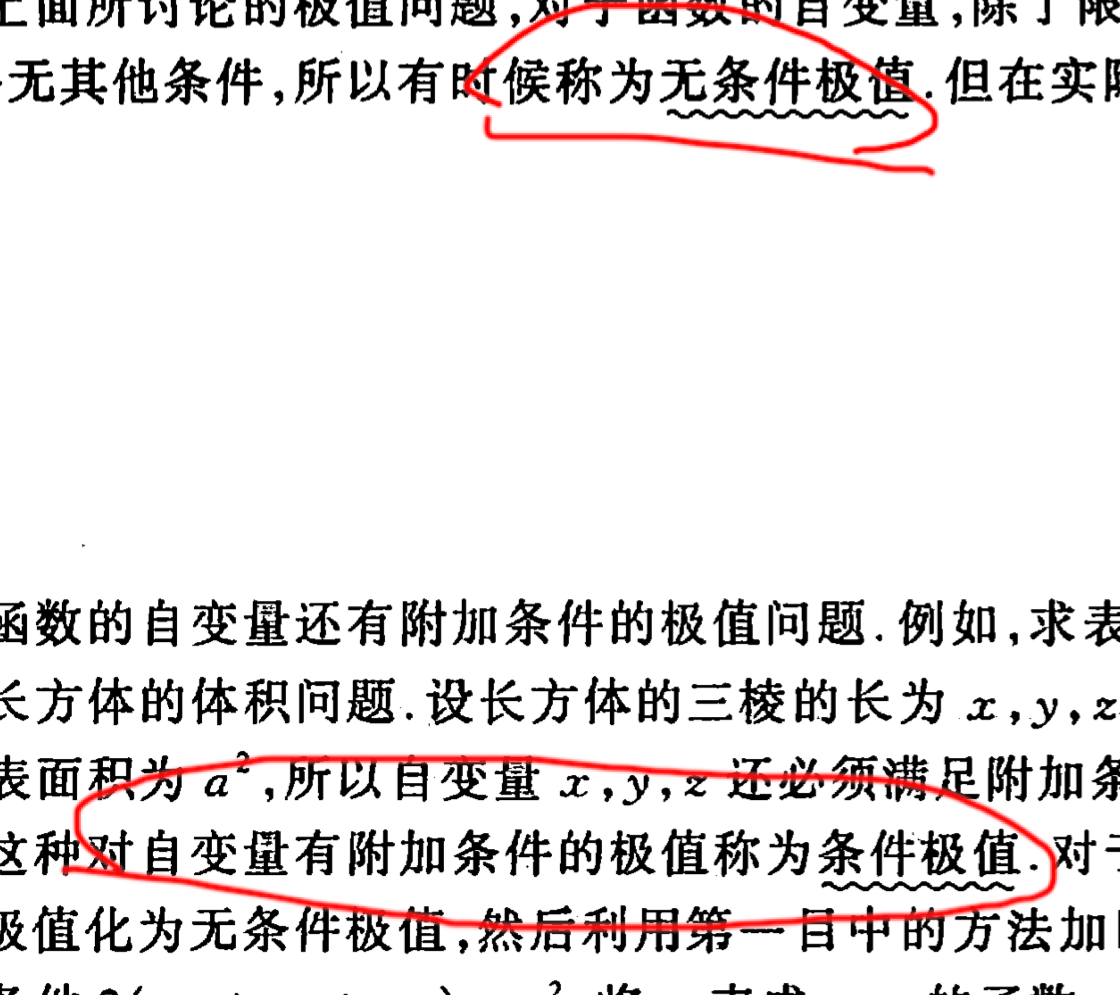 上面所讨论的极值问题,对于函数的自变量,除了限
无其他条件,所以有时候称为无条件极值.但在实际
函数的自变量还有附加条件的极值问题.例如,求表
长方体的体积问题.设长方体的三棱的长为 x,y,z
表面积为 a²,所以自变量 x,y,z 还必须满足附加条
这种对自变量有附加条件的极值称为条件极值.对于
极值化为无条件极值,然后利用第一目中的方法加